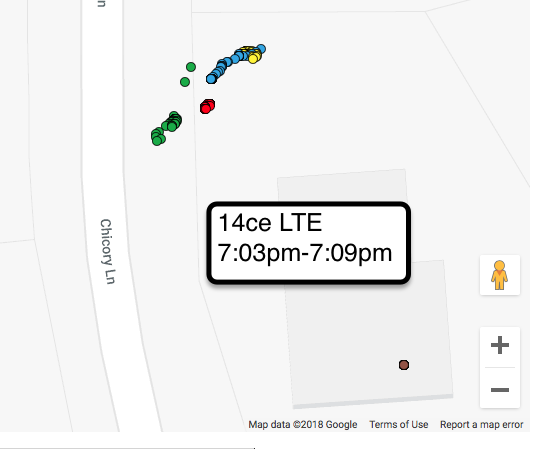 n
14ce LTE
7:03pm-7:09pm
Chicory Ln
Map data ©2018 Google Terms of Use Report a map error